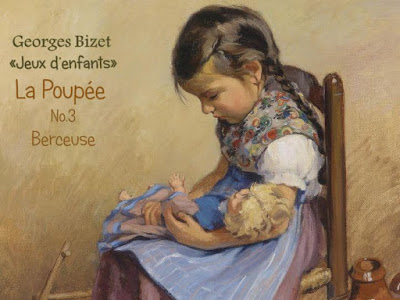 Georges Bizet
«Jeux d'enfants»
La Poupée
No.3
Berceuse